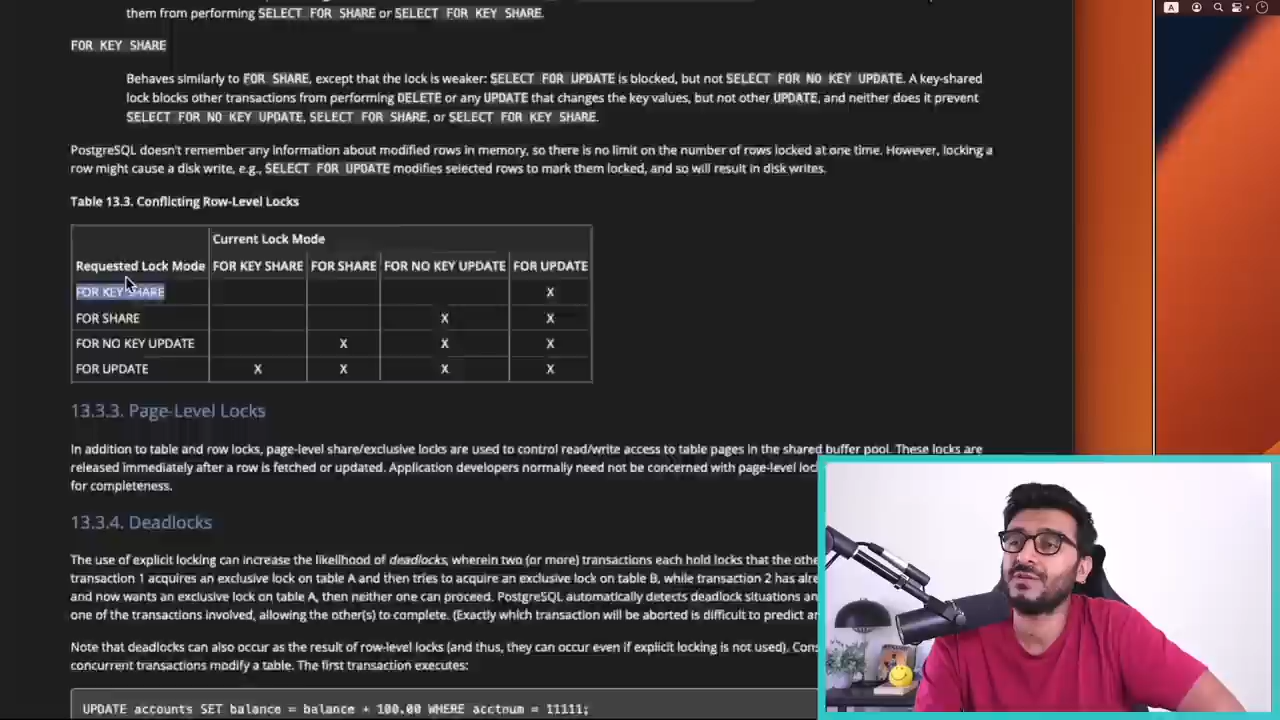 them from performing SELECT FOR SHARE or SELECT FOR KEY SHARE.
FOR KEY SHARE
Behaves similarly to FOR SHARE, except that the lock is weaker: SELECT FOR UPDATE is blocked, but not SELECT FOR NO KEY UPDATE. A key-shared
lock blocks other transactions from performing DELETE or any UPDATE that changes the key values, but not other UPDATE, and neither does it prevent
SELECT FOR NO KEY UPDATE, SELECT FOR SHARE, or SELECT FOR KEY SHARE.
PostgreSQL doesn't remember any information about modified rows in memory, so there is no limit on the number of rows locked at one time. However, locking a
row might cause a disk write, e.g., SELECT FOR UPDATE modifies selected rows to mark them locked, and so will result in disk writes.
Table 13.3. Conflicting Row-Level Locks
Current Lock Mode
Requested Lock Mode FOR KEY SHARE FOR SHARE FOR NO KEY UPDATE FOR UPDATE
FOR KEY SHARE X
FOR SHARE X X
FOR NO KEY UPDATE X X X
FOR UPDATE X X X X
13.3.3. Page-Level Locks
In addition to table and row locks, page-level share/exclusive locks are used to control read/write access to table pages in the shared buffer pool. These locks are
released immediately after a row is fetched or updated. Application developers normally need not be concerned with page-level
for completeness.
13.3.4. Deadlocks
The use of explicit locking can increase the likelihood of deadlocks, wherein two (or more) transactions each hold locks that the
transaction 1 acquires an exclusive lock on table A and then tries to acquire an exclusive lock on table B, while transaction 2 has
and now wants an exclusive lock on table A, then neither one can proceed. PostgreSQL automatically detects deadlock situations
one of the transactions involved, allowing the other(s) to complete. (Exactly which transaction will be aborted is difficult to predict
Note that deadlocks can also occur as the result of row-level locks (and thus, they can occur even if explicit locking is not used).
concurrent transactions modify a table. The first transaction executes:
UPDATE accounts SET balance = balance + 100.00 WHERE acctnum = 11111;
A